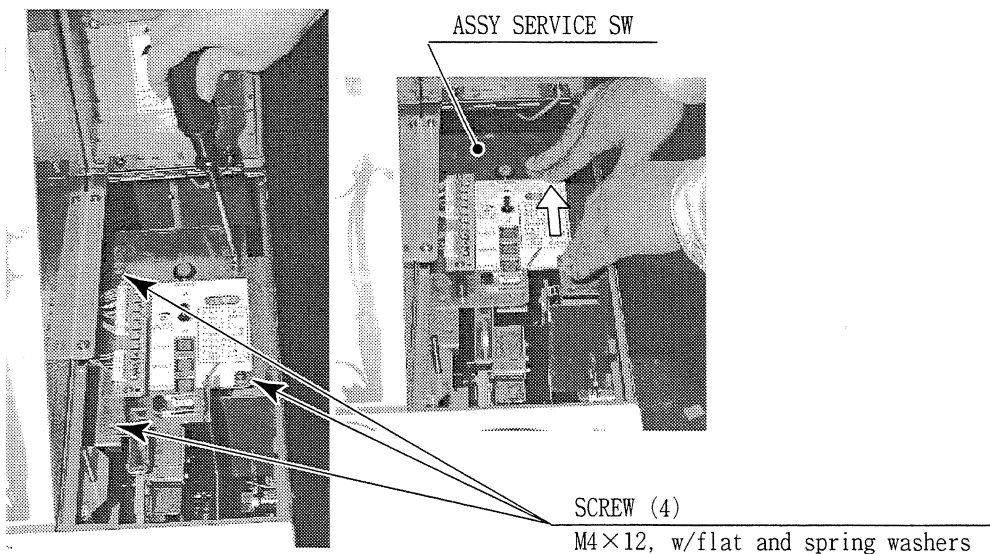 ASSY SERVICE SW
SCREW (4)
M4×12, w/flat and spring washers